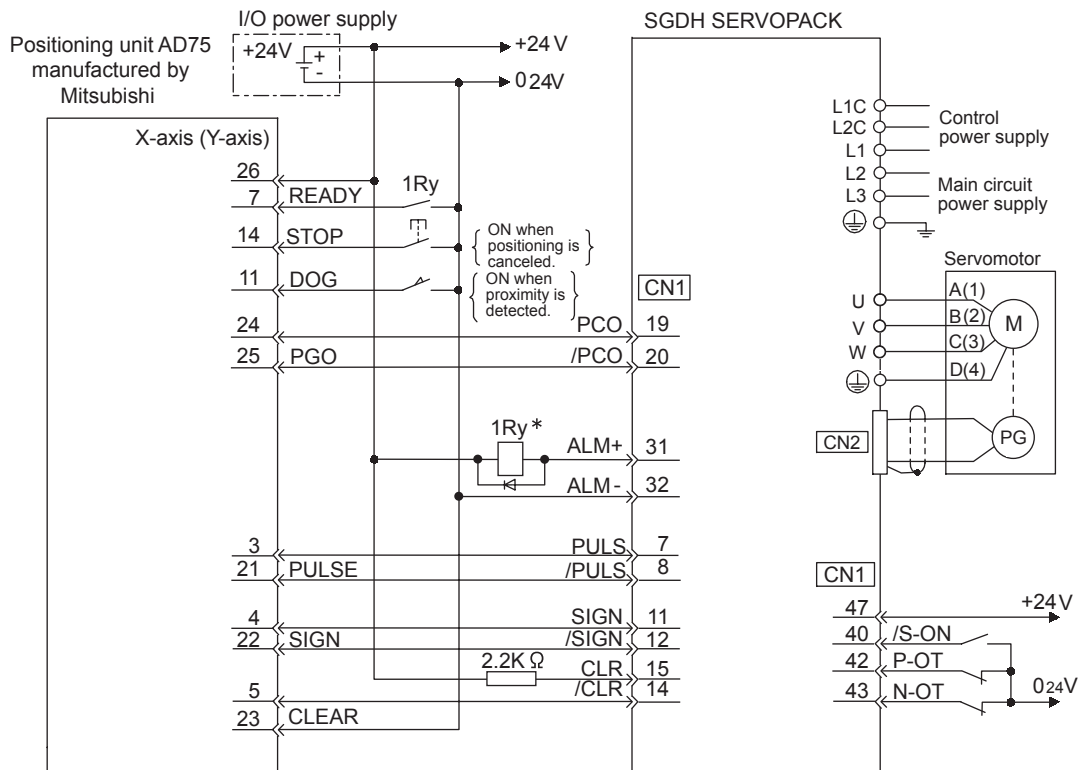 I/O power supply
SGDH SERVOPACK
Positioning unit AD75
manufactured by
Mitsubishi
+24V
+
-
+24 V
0 24V
X-axis (Y-axis)
26
7 READY
1Ry
14 STOP
ON when
positioning is
canceled.
11 DOG
ON when
proximity is
detected.
CN1
24
PCO 19
25 PGO
/PCO 20
1Ry *
ALM+ 31
ALM - 32
3
PULS 7
21 PULSE
/PULS 8
4
SIGN 11
22 SIGN
/SIGN 12
2.2K Ω
CLR 15
5
/CLR 14
23 CLEAR
L1C
L2C
Control
power supply
L1
L2
L3
Main circuit
power supply
Servomotor
U A(1)
V B(2)
W C(3)
D(4)
M
CN2
PG
CN1
47
+24 V
40 /S-ON
42 P-OT
43 N-OT
0 24V